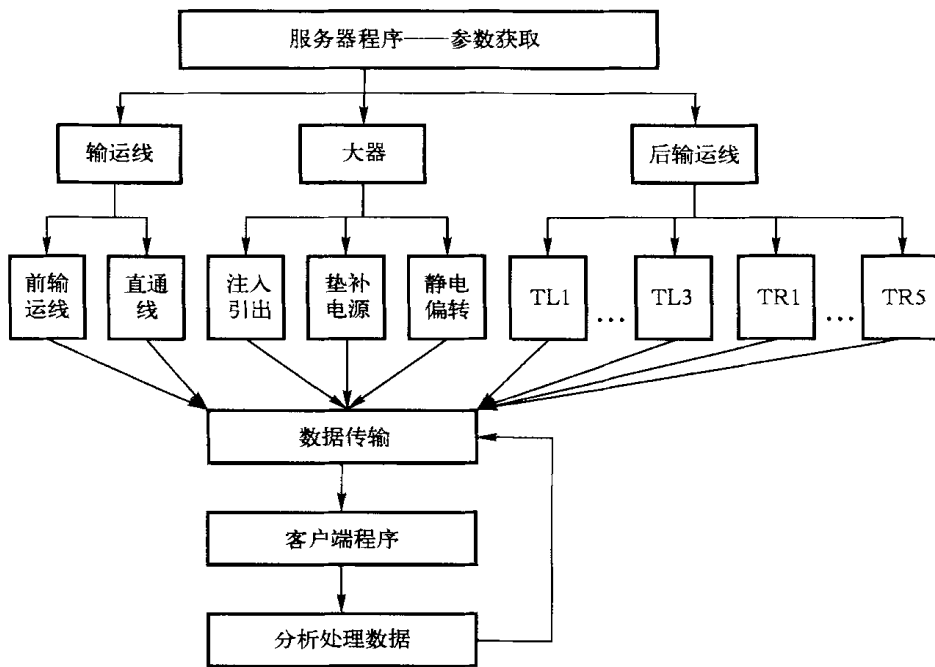 服务器程序——参数获取
输运线
大器
后输运线
前输
运线
直通
线
注入
引出
垫补
电源
静电
偏转
TL1
...
TL3
TR1
...
TR5
数据传输
客户端程序
分析处理数据